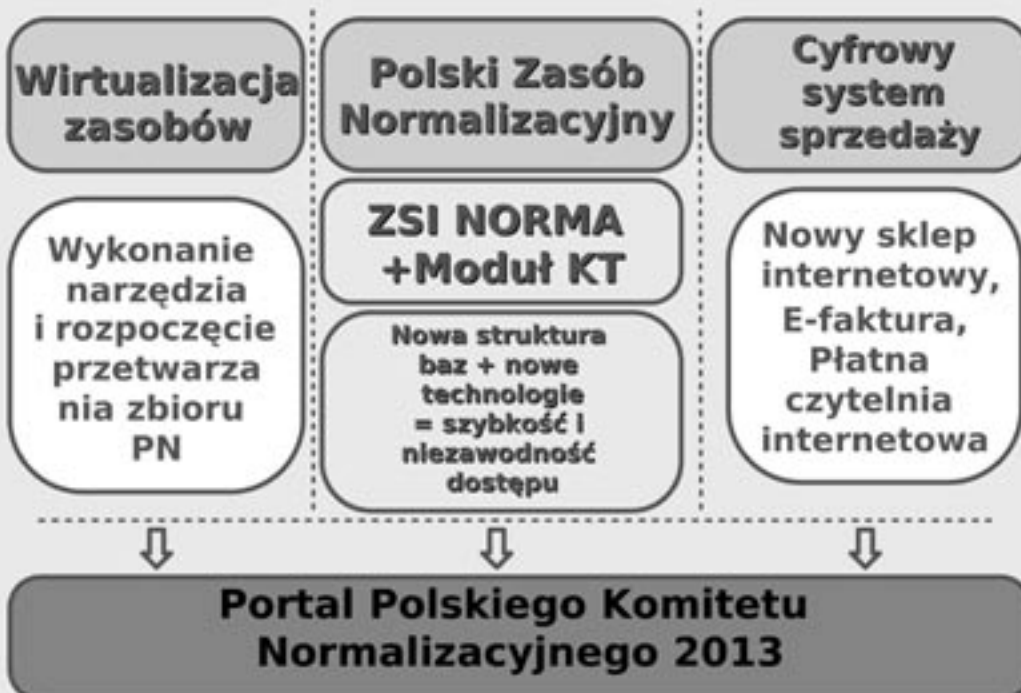 Wirtualizacja
zasobów
Wykonanie
narzędzia
i rozpoczęcie
przetwarza
nia zbioru
PN
Polski Zasób
Normalizacyjny
ZSI NORMA
+Moduł KT
Nowa struktura
baz + nowe
technologie
= szybkość i
niezawodność
dostępu
Cyfrowy
system
sprzedaży
Nowy sklep
internetowy,
E-faktura,
Płatna
czytelnia
internetowa
Portal Polskiego Komitetu
Normalizacyjnego 2013